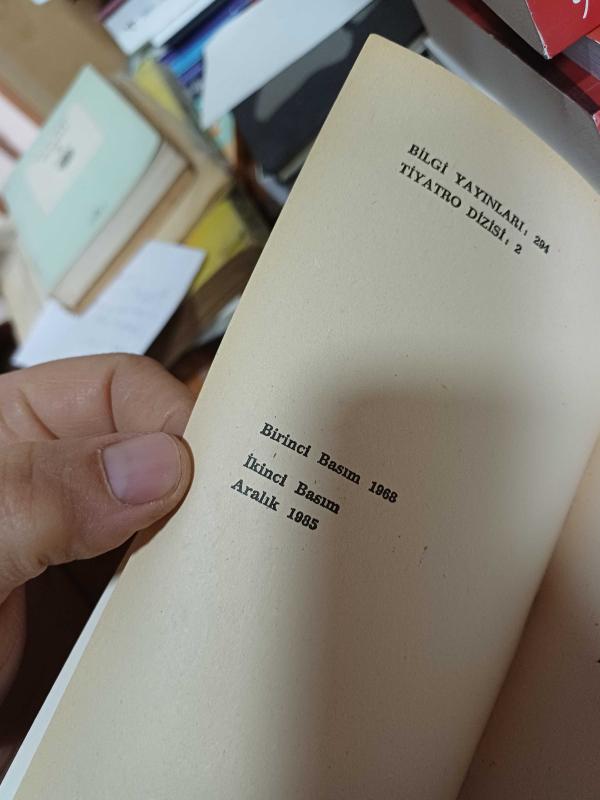 BİLGİ YAYINLARI: 294
TİYATRO DİZİSİ: 2
Birinci Basım 1968
İkinci Basım
Aralık 1985